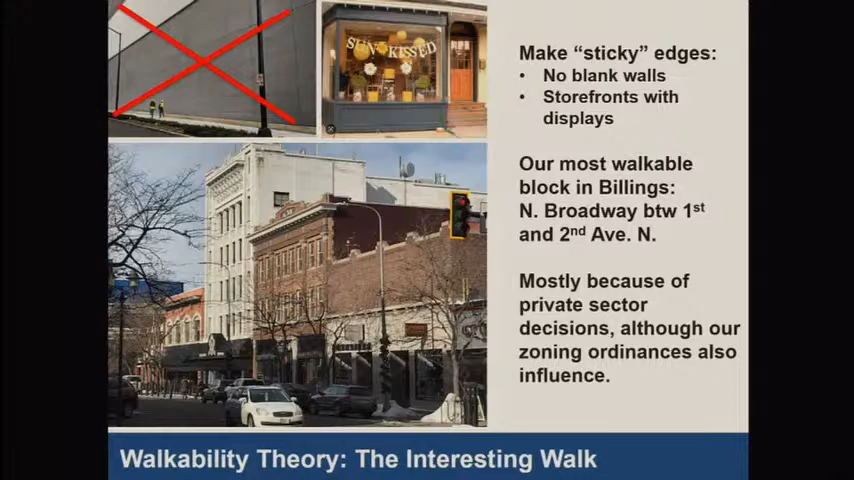 SUN KISSED
Make “sticky” edges:
• No blank walls
• Storefronts with
displays
Our most walkable
block in Billings:
N. Broadway btw 1st
and 2nd Ave. N.
Mostly because of
private sector
decisions, although our
zoning ordinances also
influence.
Walkability Theory: The Interesting Walk